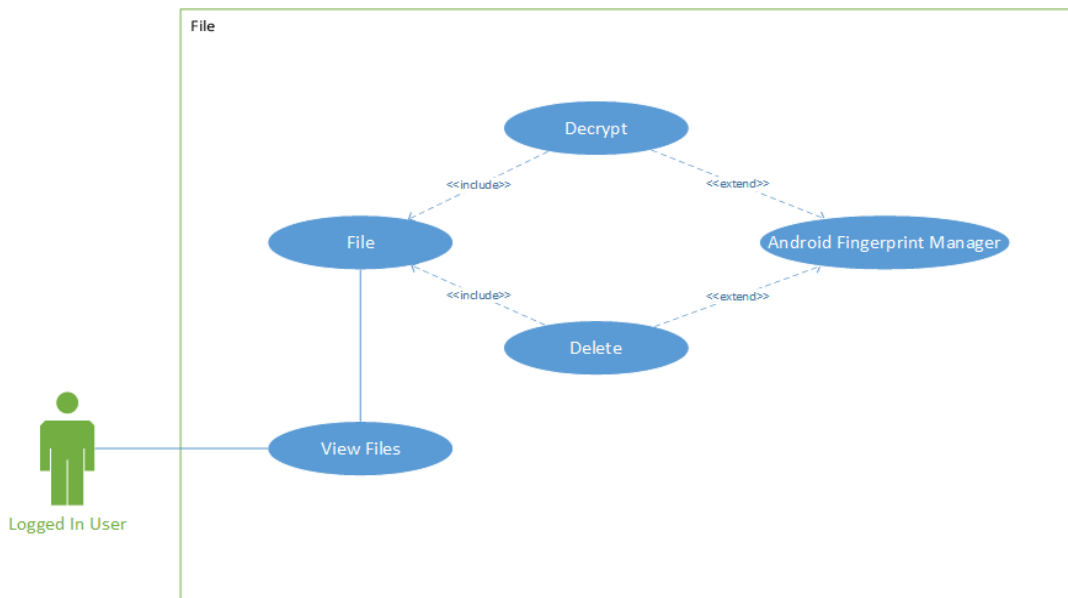 File
Decrypt
<<include>>
<<extend>>
File
Android Fingerprint Manager
<<include>>
<<extend>>
Delete
View Files
Logged In User